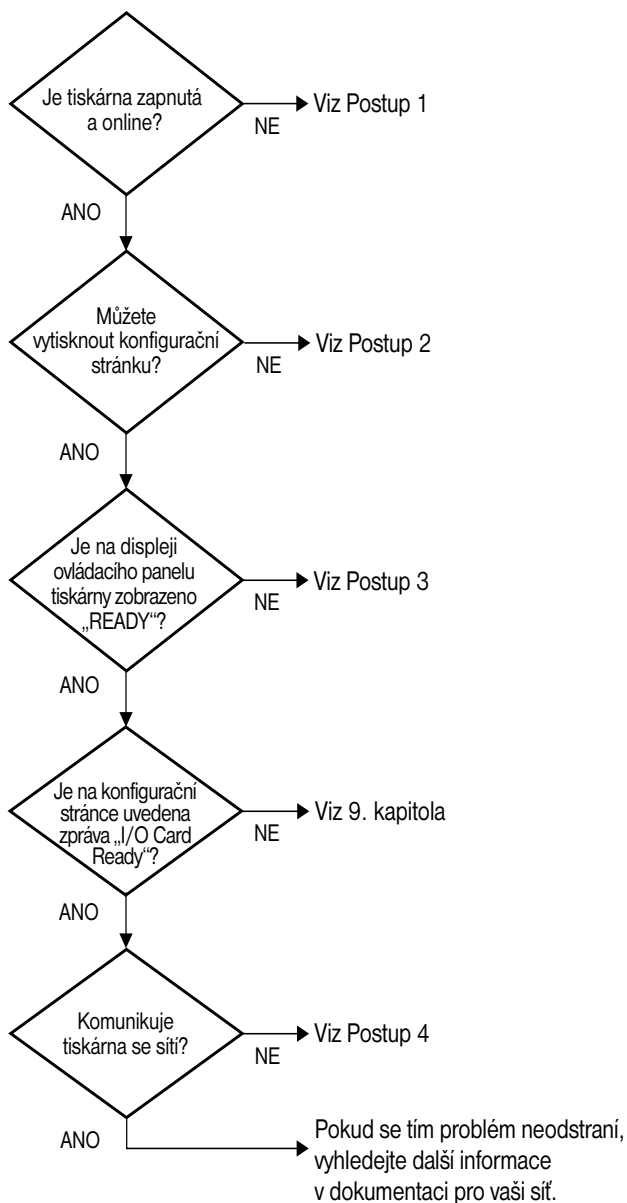 Je tiskárna zapnutá
a online?
NE
Viz Postup 1
ANO
Můžete
vytisknout konfigurační
stránku?
NE
Viz Postup 2
ANO
Je na displeji
ovládacího panelu
tiskárny zobrazeno
„READY“?
NE
Viz Postup 3
ANO
Je na konfigurační
stránce uvedena
zpráva „I/O Card
Ready“?
NE
Viz 9. kapitola
ANO
Komunikuje
tiskárna se sítí?
NE
Viz Postup 4
ANO
Pokud se tím problém neodstraní,
vyhledejte další informace
v dokumentaci pro vaši síť.